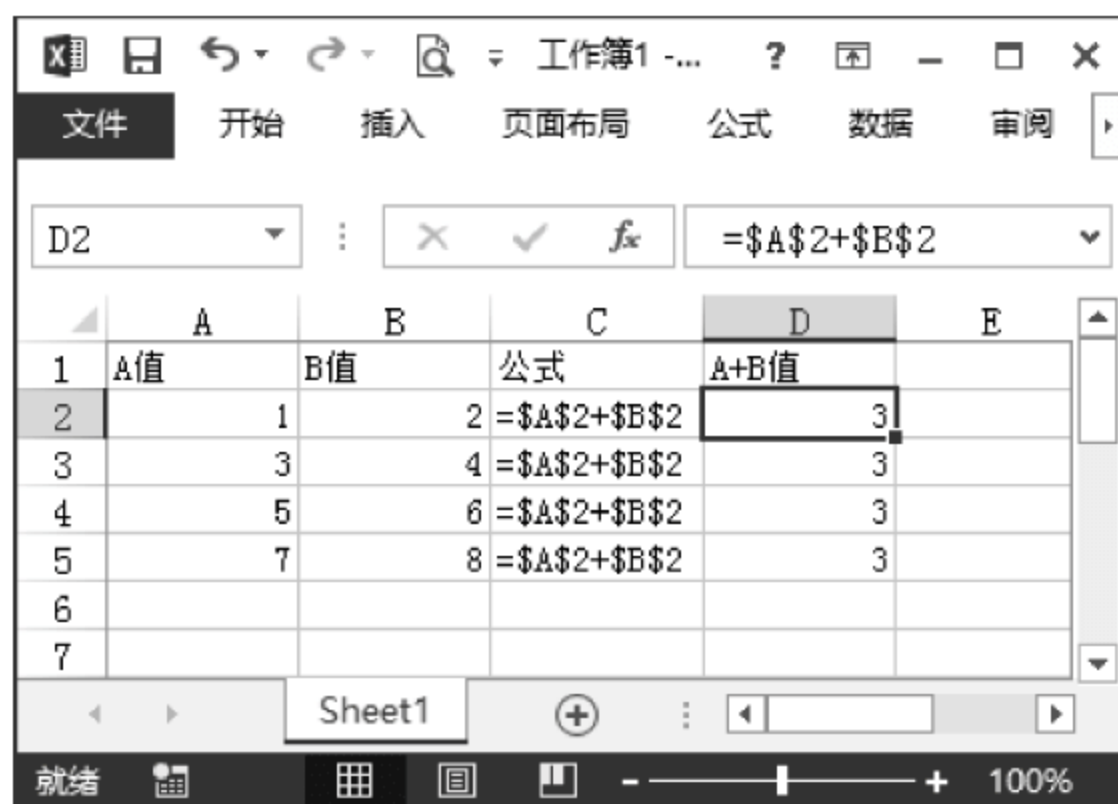 工作簿1 -... ?
文件 开始 插入 页面布局 公式 数据 审阅
D2 fx =$A$2+$B$2
A B C D E
1 A值 B值 公式 A+B值
2 1 2 =$A$2+$B$2 3
3 3 4 =$A$2+$B$2 3
4 5 6 =$A$2+$B$2 3
5 7 8 =$A$2+$B$2 3
6
7
Sheet1
就绪 100%